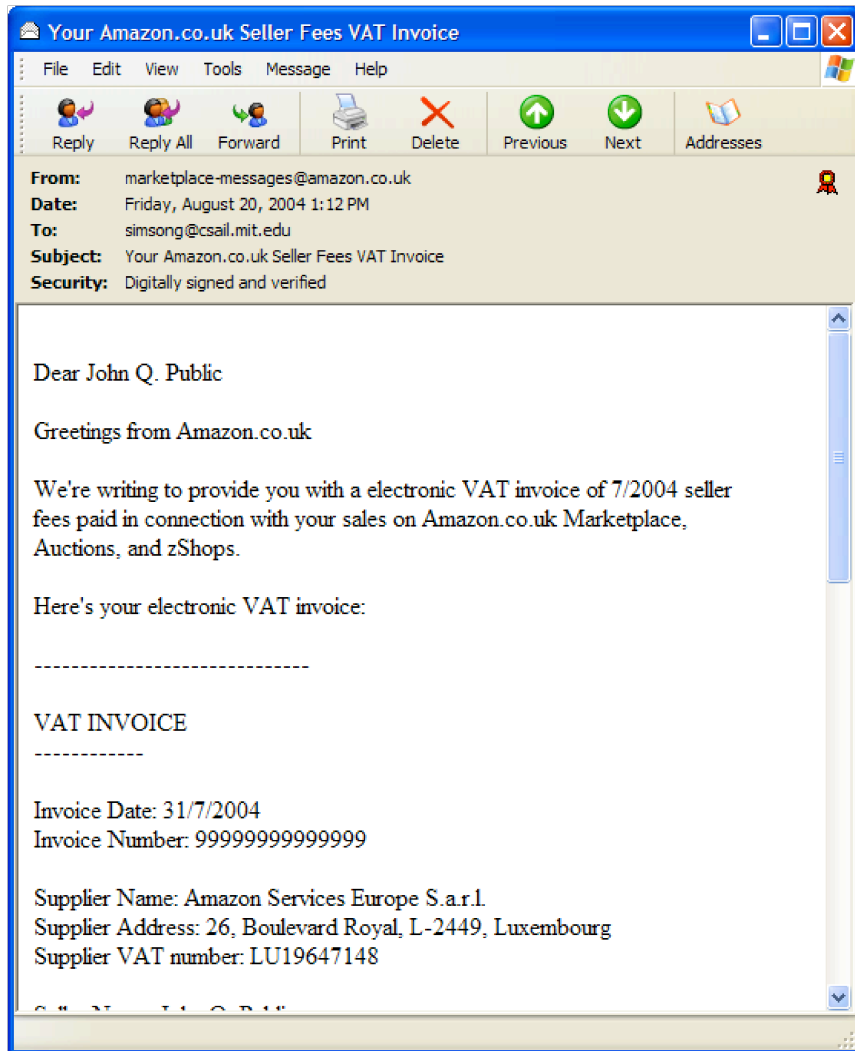 Your Amazon.co.uk Seller Fees VAT Invoice
File Edit View Tools Message Help
Reply Reply All Forward Print Delete Previous Next Addresses
From: marketplace-messages@amazon.co.uk
Date: Friday, August 20, 2004 1:12 PM
To: simsong@csail.mit.edu
Subject: Your Amazon.co.uk Seller Fees VAT Invoice
Security: Digitally signed and verified
Dear John Q. Public
Greetings from Amazon.co.uk
We're writing to provide you with a electronic VAT invoice of 7/2004 seller
fees paid in connection with your sales on Amazon.co.uk Marketplace,
Auctions, and zShops.
Here's your electronic VAT invoice:
------------------------------
VAT INVOICE
------------
Invoice Date: 31/7/2004
Invoice Number: 99999999999999
Supplier Name: Amazon Services Europe S.a.r.l.
Supplier Address: 26, Boulevard Royal, L-2449, Luxembourg
Supplier VAT number: LU19647148